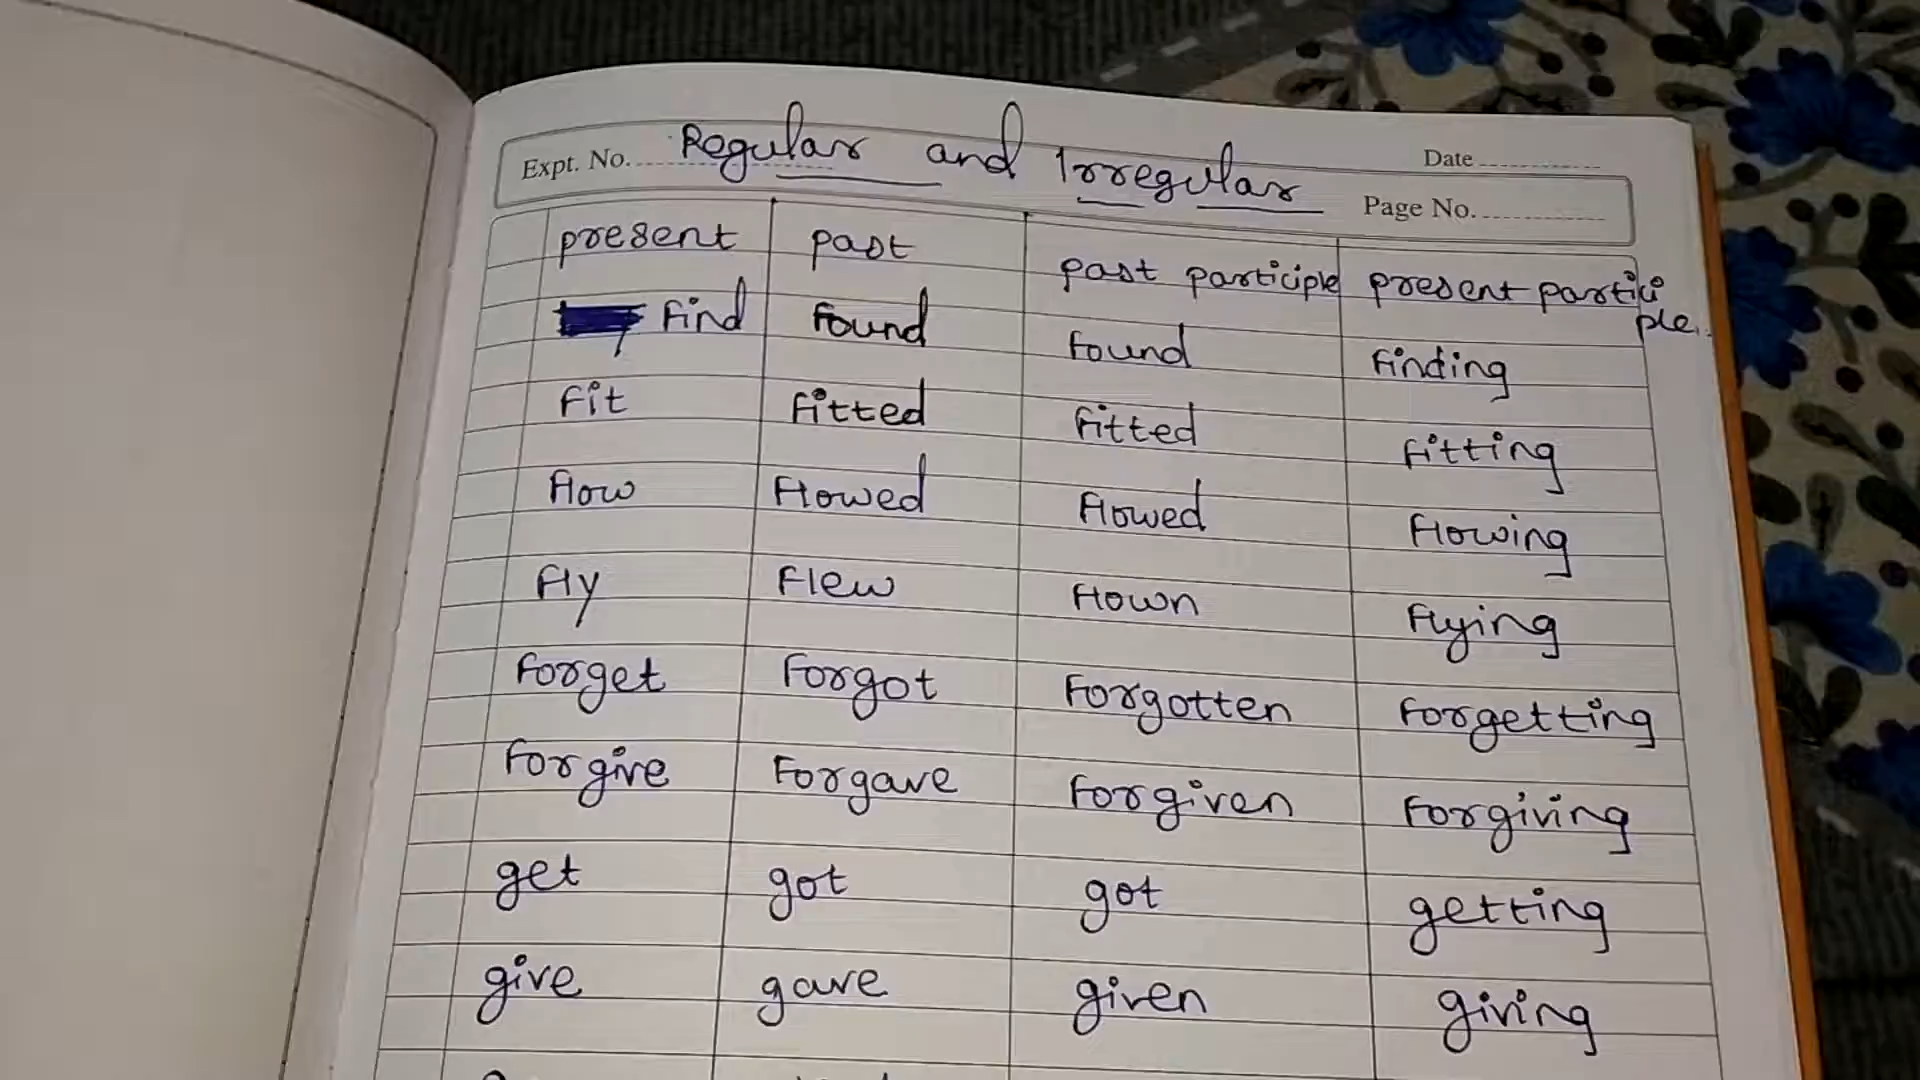 Expt. No. Regular and Irregular Date
Page No.
present past past participle present participle.
find found found finding
fit fitted fitted fitting
flow flowed flowed flowing
fly flew flown flying
forget forgot forgotten forgetting
forgive forgave forgiven forgiving
get got got getting
give gave given giving